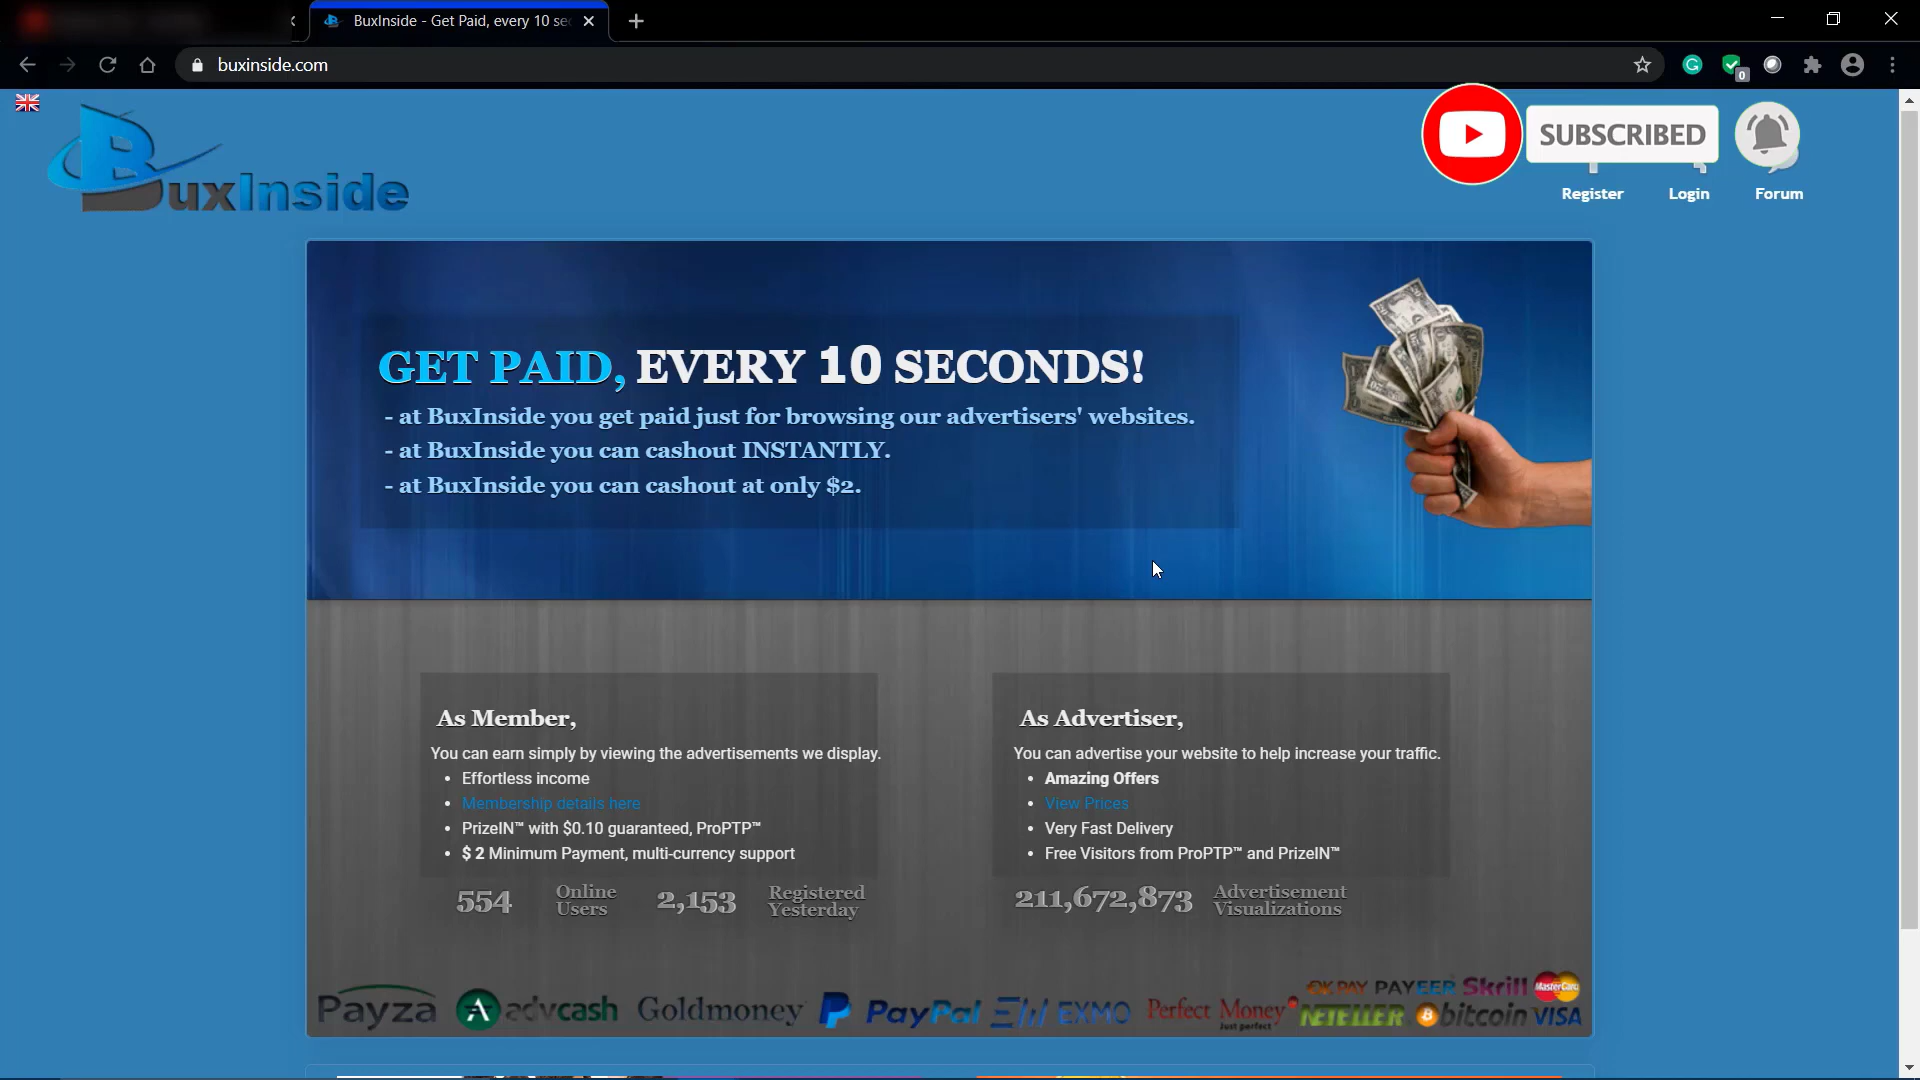 BuxInside - Get Paid, every 10 sec
buxinside.com
0
BuxInside
SUBSCRIBED
Register
Login
Forum
GET PAID, EVERY 10 SECONDS!
- at BuxInside you get paid just for browsing our advertisers' websites.
- at BuxInside you can cashout INSTANTLY.
- at BuxInside you can cashout at only $2.
As Member,
You can earn simply by viewing the advertisements we display.
• Effortless income
• Membership details here
• PrizeIN™ with $0.10 guaranteed, ProPTP™
• $ 2 Minimum Payment, multi-currency support
554 Online Users 2,153 Registered Yesterday
As Advertiser,
You can advertise your website to help increase your traffic.
• Amazing Offers
• View Prices
• Very Fast Delivery
• Free Visitors from ProPTP™ and PrizeIN™
211,672,873 Advertisement Visualizations
Payza advcash Goldmoney PayPal EXMO Perfect Money Just perfect
OKPAY PAYEER Skrill MasterCard
NETELLER bitcoin VISA